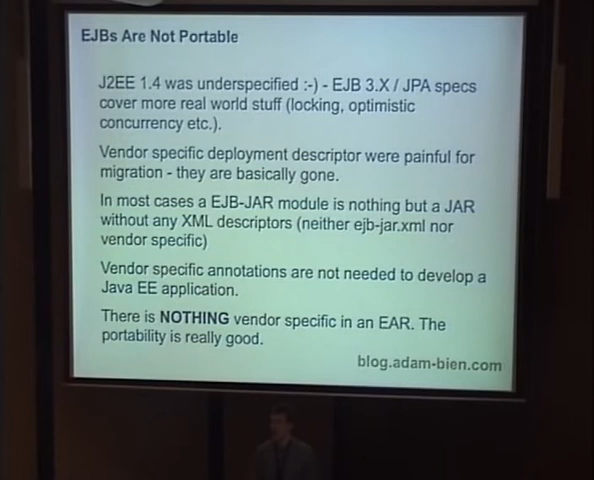 EJBs Are Not Portable
J2EE 1.4 was underspecified :-) - EJB 3.X / JPA specs
cover more real world stuff (locking, optimistic
concurrency etc.).
Vendor specific deployment descriptor were painful for
migration - they are basically gone.
In most cases a EJB-JAR module is nothing but a JAR
without any XML descriptors (neither ejb-jar.xml nor
vendor specific)
Vendor specific annotations are not needed to develop a
Java EE application.
There is NOTHING vendor specific in an EAR. The
portability is really good.
blog.adam-bien.com